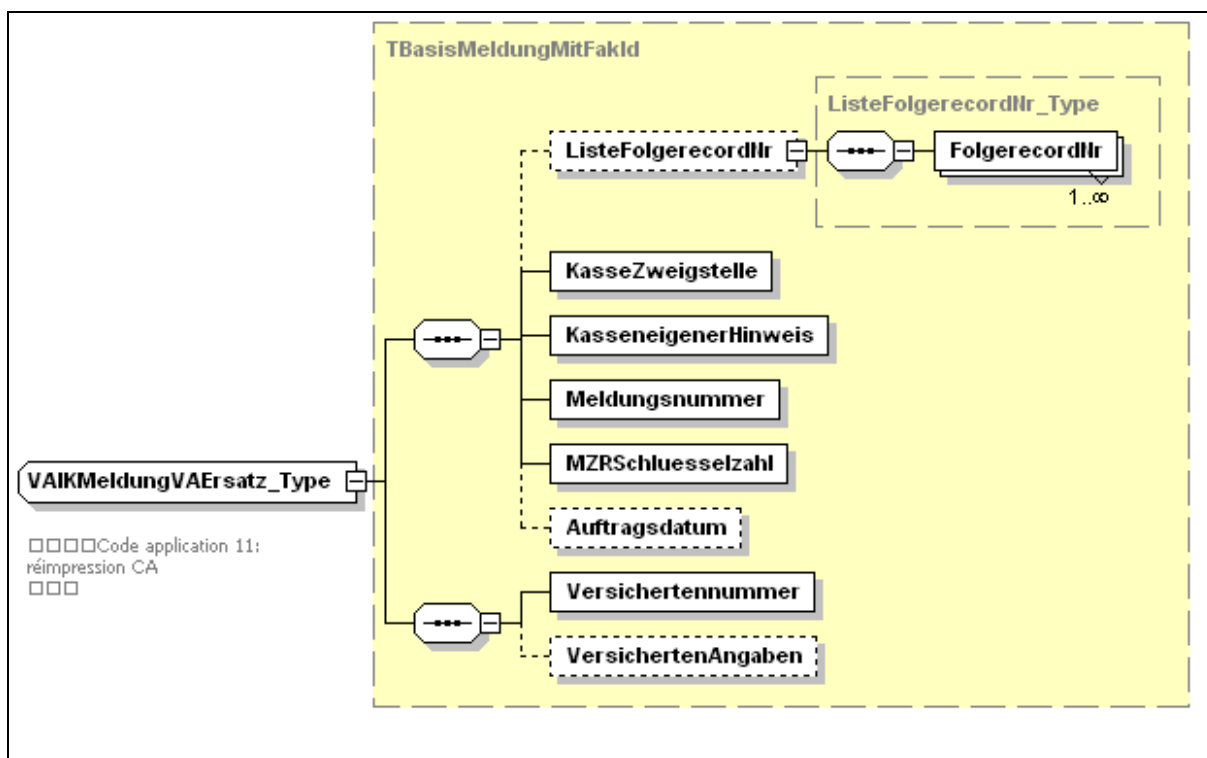 TBasisMeldungMitFakId
ListeFolgerecordNr_Type
ListeFolgerecordNr
FolgerecordNr
1..∞
KasseZweigstelle
KasseneigenerHinweis
Meldungsnummer
MZRSchluesselzahl
VAIKMeldungVAErsatz_Type
Auftragsdatum
□□□□Code application 11:
réimpression CA
□□□
Versichertennummer
VersichertenAngaben